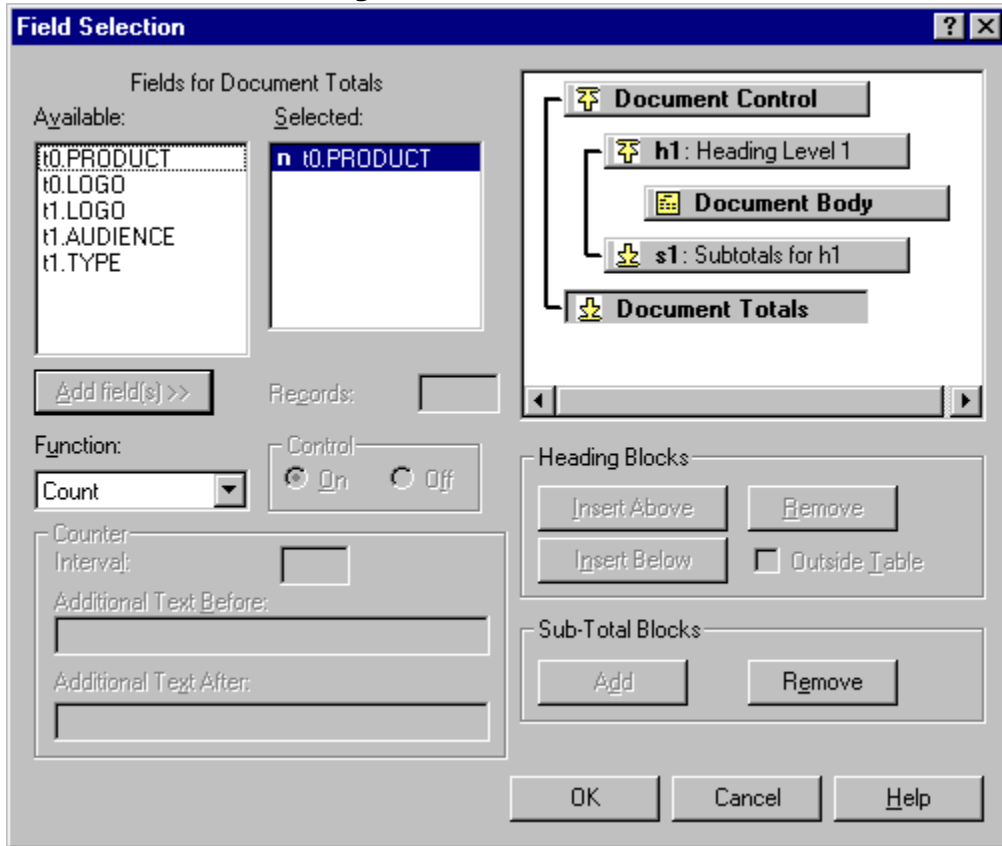 Field Selection
Fields for Document Totals
Available:
Selected:
t0.PRODUCT
t0.LOGO
t1.LOGO
t1.AUDIENCE
t1.TYPE
n t0.PRODUCT
Add field(s) >>
Records:
Function:
Count
Control
On
Off
Counter
Interval:
Additional Text Before:
Additional Text After:
Document Control
h1: Heading Level 1
Document Body
s1: Subtotals for h1
Document Totals
Heading Blocks
Insert Above
Remove
Insert Below
Outside Table
Sub-Total Blocks
Add
Remove
OK
Cancel
Help